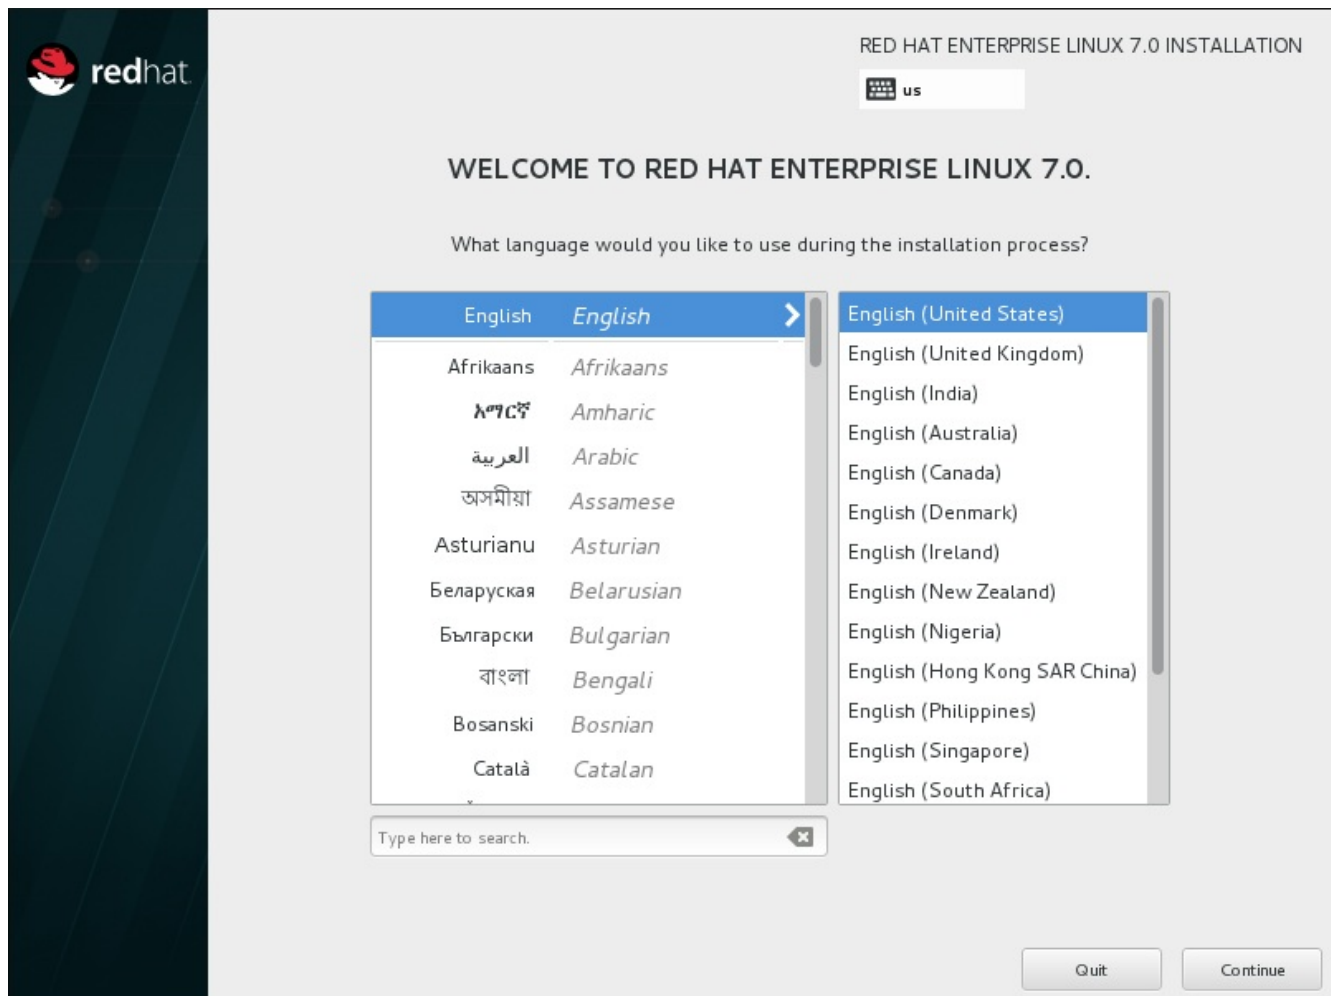 redhat.
RED HAT ENTERPRISE LINUX 7.0 INSTALLATION
us
WELCOME TO RED HAT ENTERPRISE LINUX 7.0.
What language would you like to use during the installation process?
English English
Afrikaans Afrikaans
አማርኛ Amharic
العربية Arabic
অসমীয়া Assamese
Asturianu Asturian
Беларуская Belarusian
Български Bulgarian
বাংলা Bengali
Bosanski Bosnian
Català Catalan
English (United States)
English (United Kingdom)
English (India)
English (Australia)
English (Canada)
English (Denmark)
English (Ireland)
English (New Zealand)
English (Nigeria)
English (Hong Kong SAR China)
English (Philippines)
English (Singapore)
English (South Africa)
Type here to search.
Quit
Continue